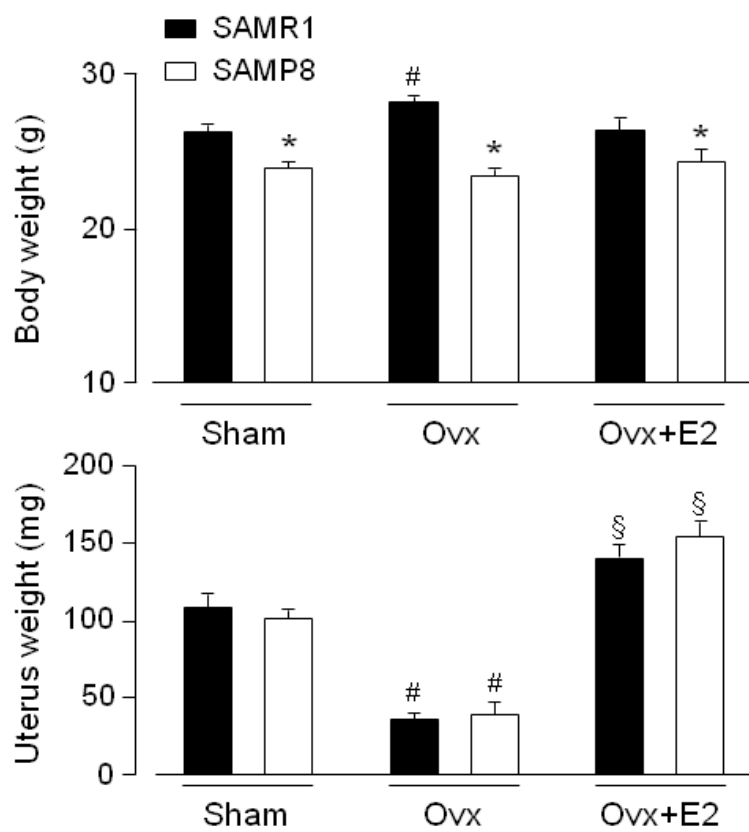 SAMR1
SAMP8
Body weight (g)
30
20
10
#
*
*
*
Sham Ovx Ovx+E2
Uterus weight (mg)
200
150
100
50
0
§
§
#
#
Sham Ovx Ovx+E2